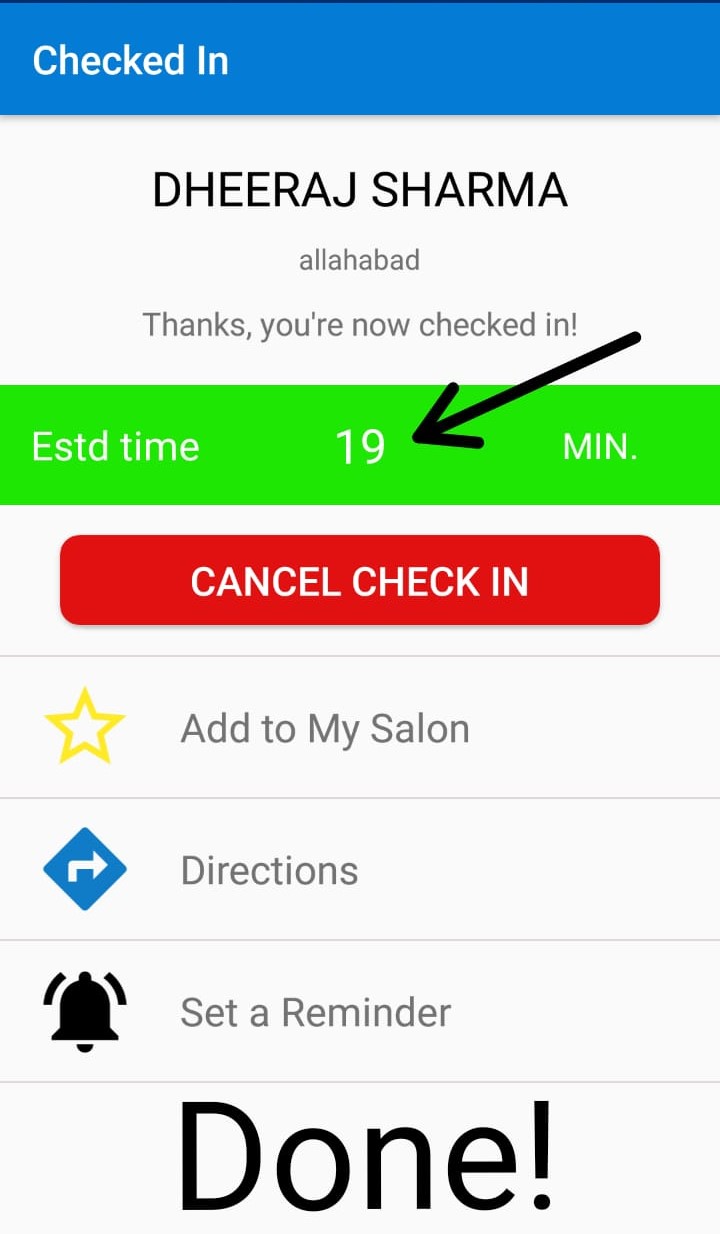 Checked In
DHEERAJ SHARMA
allahabad
Thanks, you're now checked in!
Estd time 19 MIN.
CANCEL CHECK IN
Add to My Salon
Directions
Set a Reminder
Done!